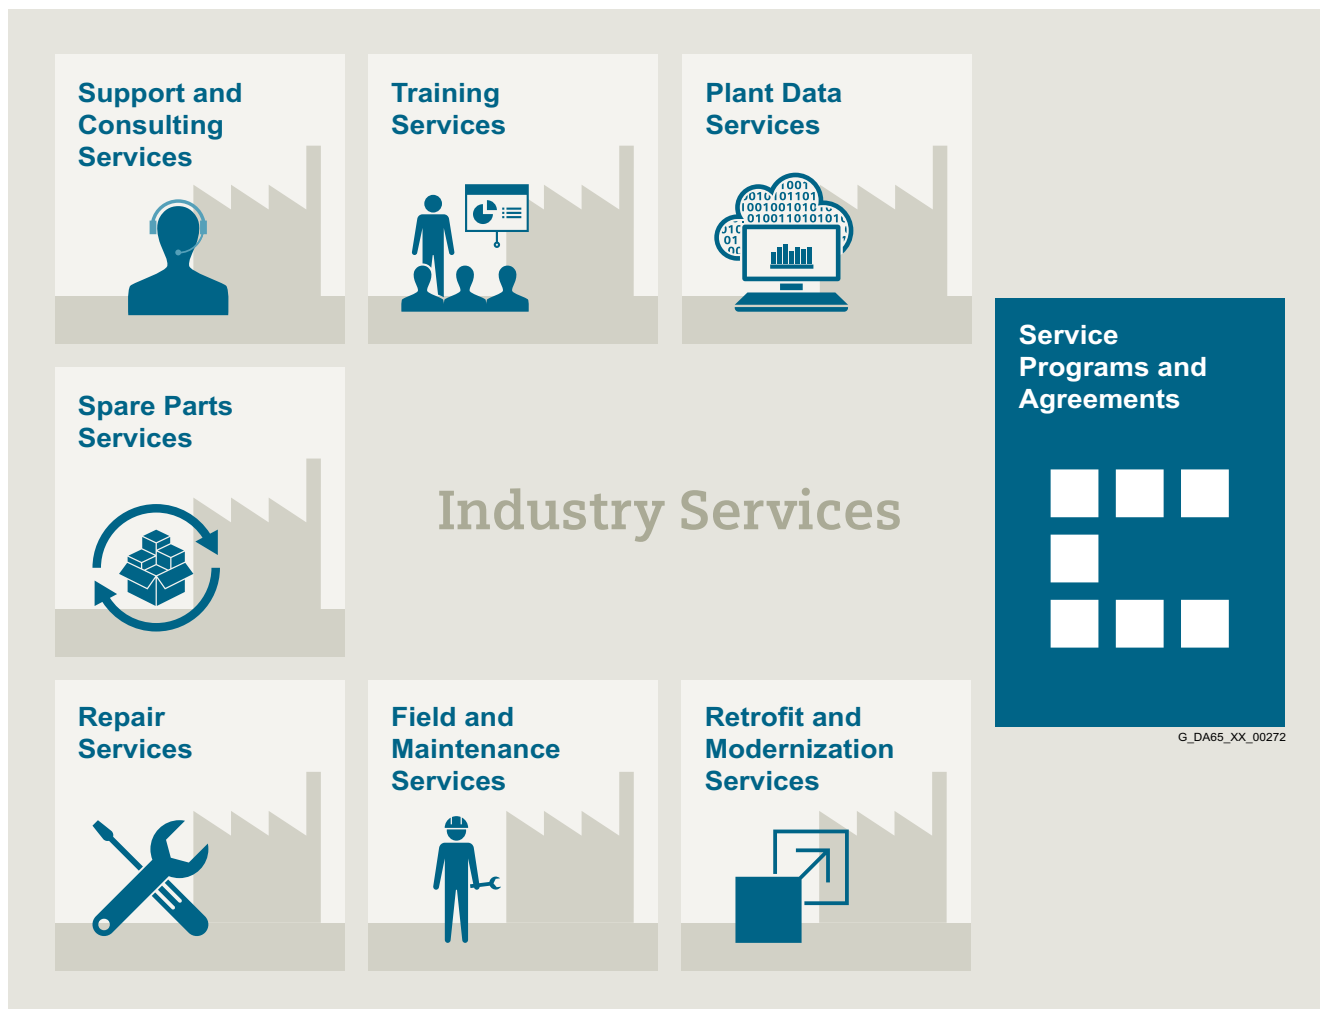 Support and
Consulting
Services
Training
Services
Plant Data
Services
Service
Programs and
Agreements
Spare Parts
Services
Industry Services
Repair
Services
Field and
Maintenance
Services
Retrofit and
Modernization
Services
G_DA65_XX_00272